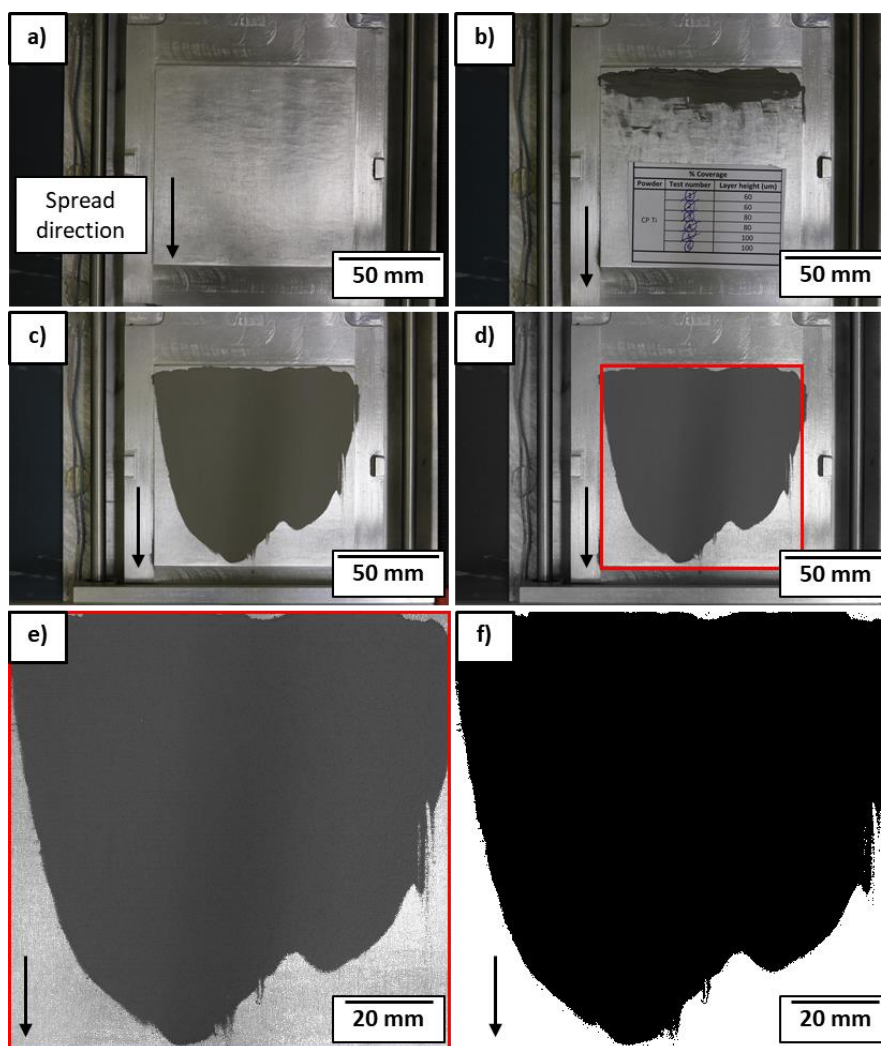 a)
Spread
direction
50 mm
b)
% Coverage
Powder Test number Layer height (um)
CP Ti
60
60
80
80
100
100
50 mm
c)
50 mm
d)
50 mm
e)
20 mm
f)
20 mm